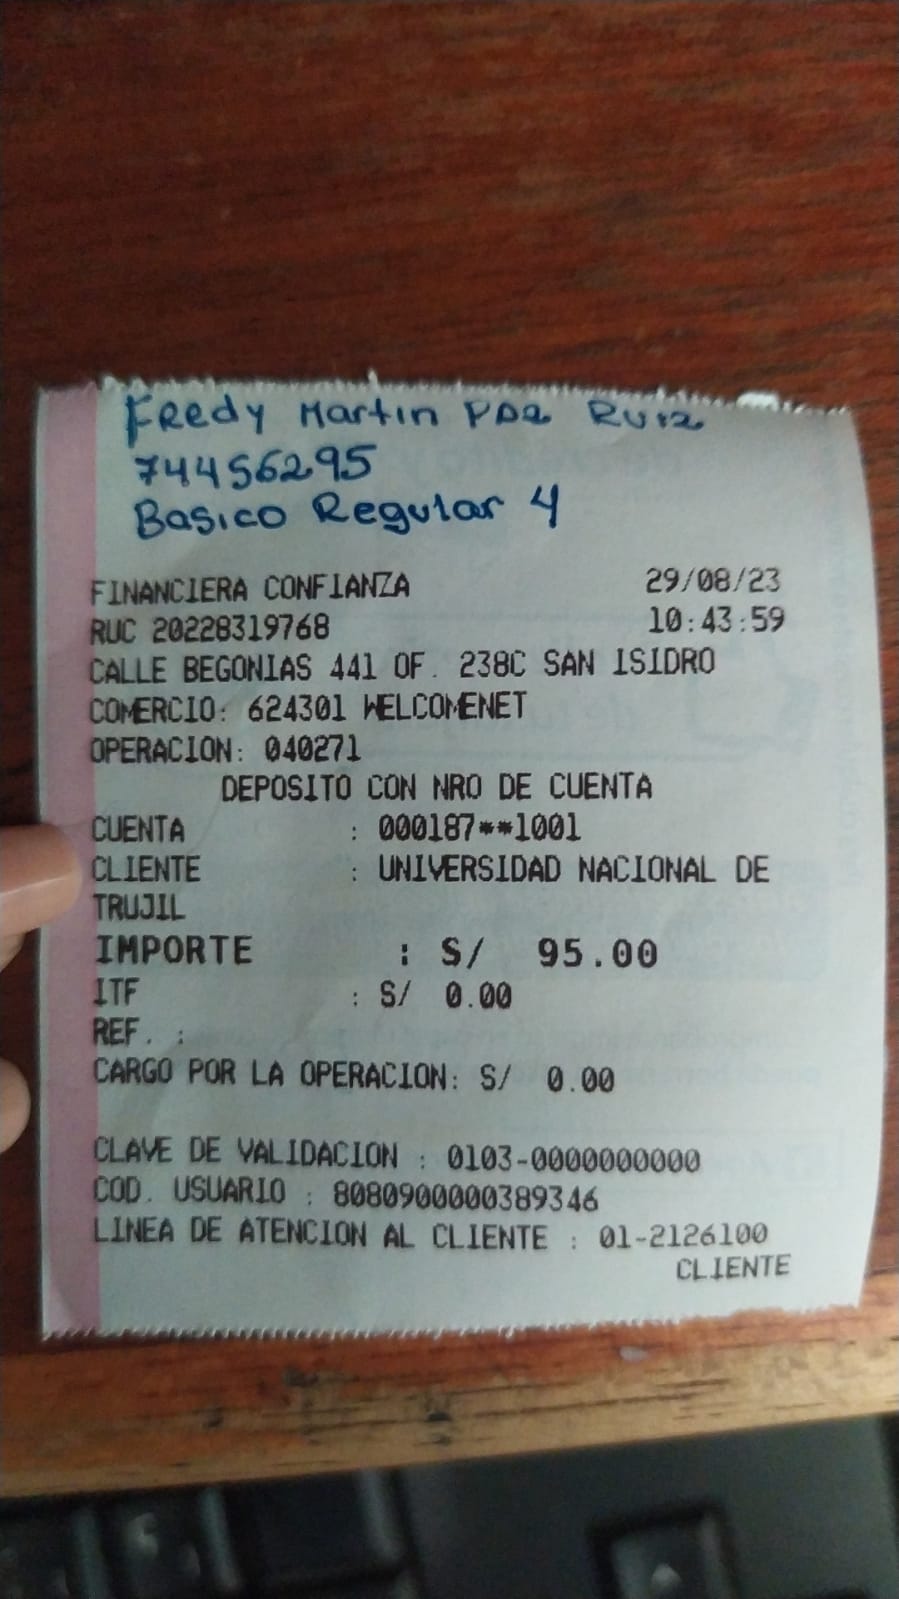 Fredy Martin PDz Ruiz
74456295
Basico Regular 4
FINANCIERA CONFIANZA 29/08/23
RUC 20228319768 10:43:59
CALLE BEGONIAS 441 OF. 238C SAN ISIDRO
COMERCIO: 624301 WELCOMENET
OPERACION: 040271
DEPOSITO CON NRO DE CUENTA
CUENTA : 000187**1001
CLIENTE : UNIVERSIDAD NACIONAL DE
TRUJIL
IMPORTE : S/ 95.00
ITF : S/ 0.00
REF. :
CARGO POR LA OPERACION: S/ 0.00
CLAVE DE VALIDACION : 0103-0000000000
COD. USUARIO : 8080900000389346
LINEA DE ATENCION AL CLIENTE : 01-2126100
CLIENTE